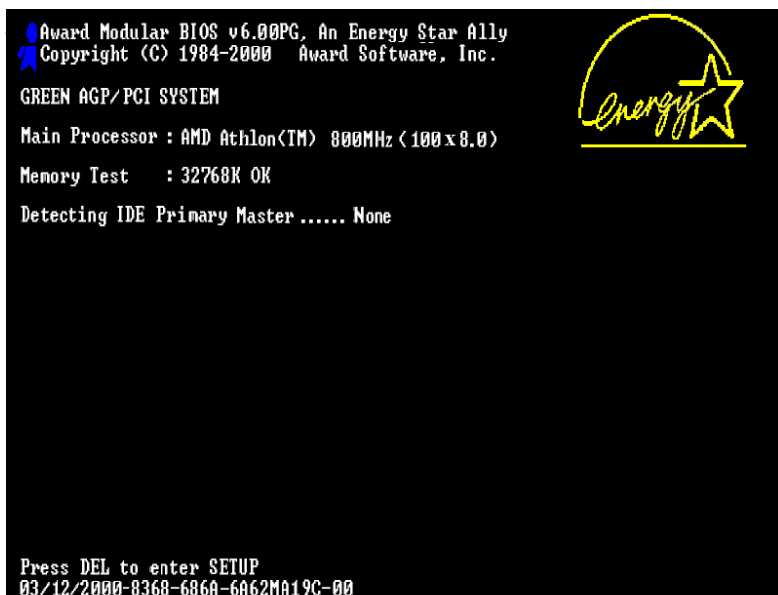 Award Modular BIOS v6.00PG, An Energy Star Ally
Copyright (C) 1984-2000 Award Software, Inc.
energy
GREEN AGP/PCI SYSTEM
Main Processor : AMD Athlon(TM) 800MHz (100 x 8.0)
Memory Test : 32768K OK
Detecting IDE Primary Master ...... None
Press DEL to enter SETUP
03/12/2000-8368-686A-6A62MA19C-00